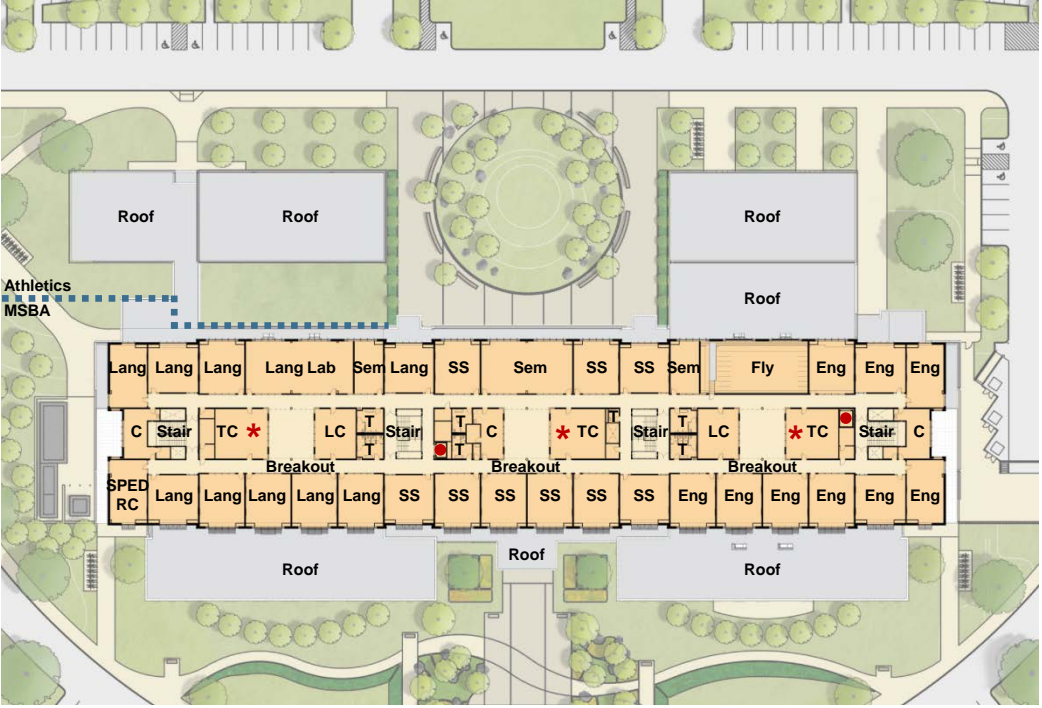 Roof
Roof
Roof
Roof
Athletics
MSBA
Lang
Lang
Lang
Lang Lab
Sem
Lang
SS
Sem
SS
SS
Sem
Fly
Eng
Eng
Eng
C
Stair
TC
*
LC
T
T
Stair
T
T
C
*
TC
T
Stair
T
T
LC
*
TC
Stair
C
Breakout
Breakout
Breakout
SPED
RC
Lang
Lang
Lang
Lang
Lang
SS
SS
SS
SS
SS
SS
Eng
Eng
Eng
Eng
Eng
Eng
Roof
Roof
Roof